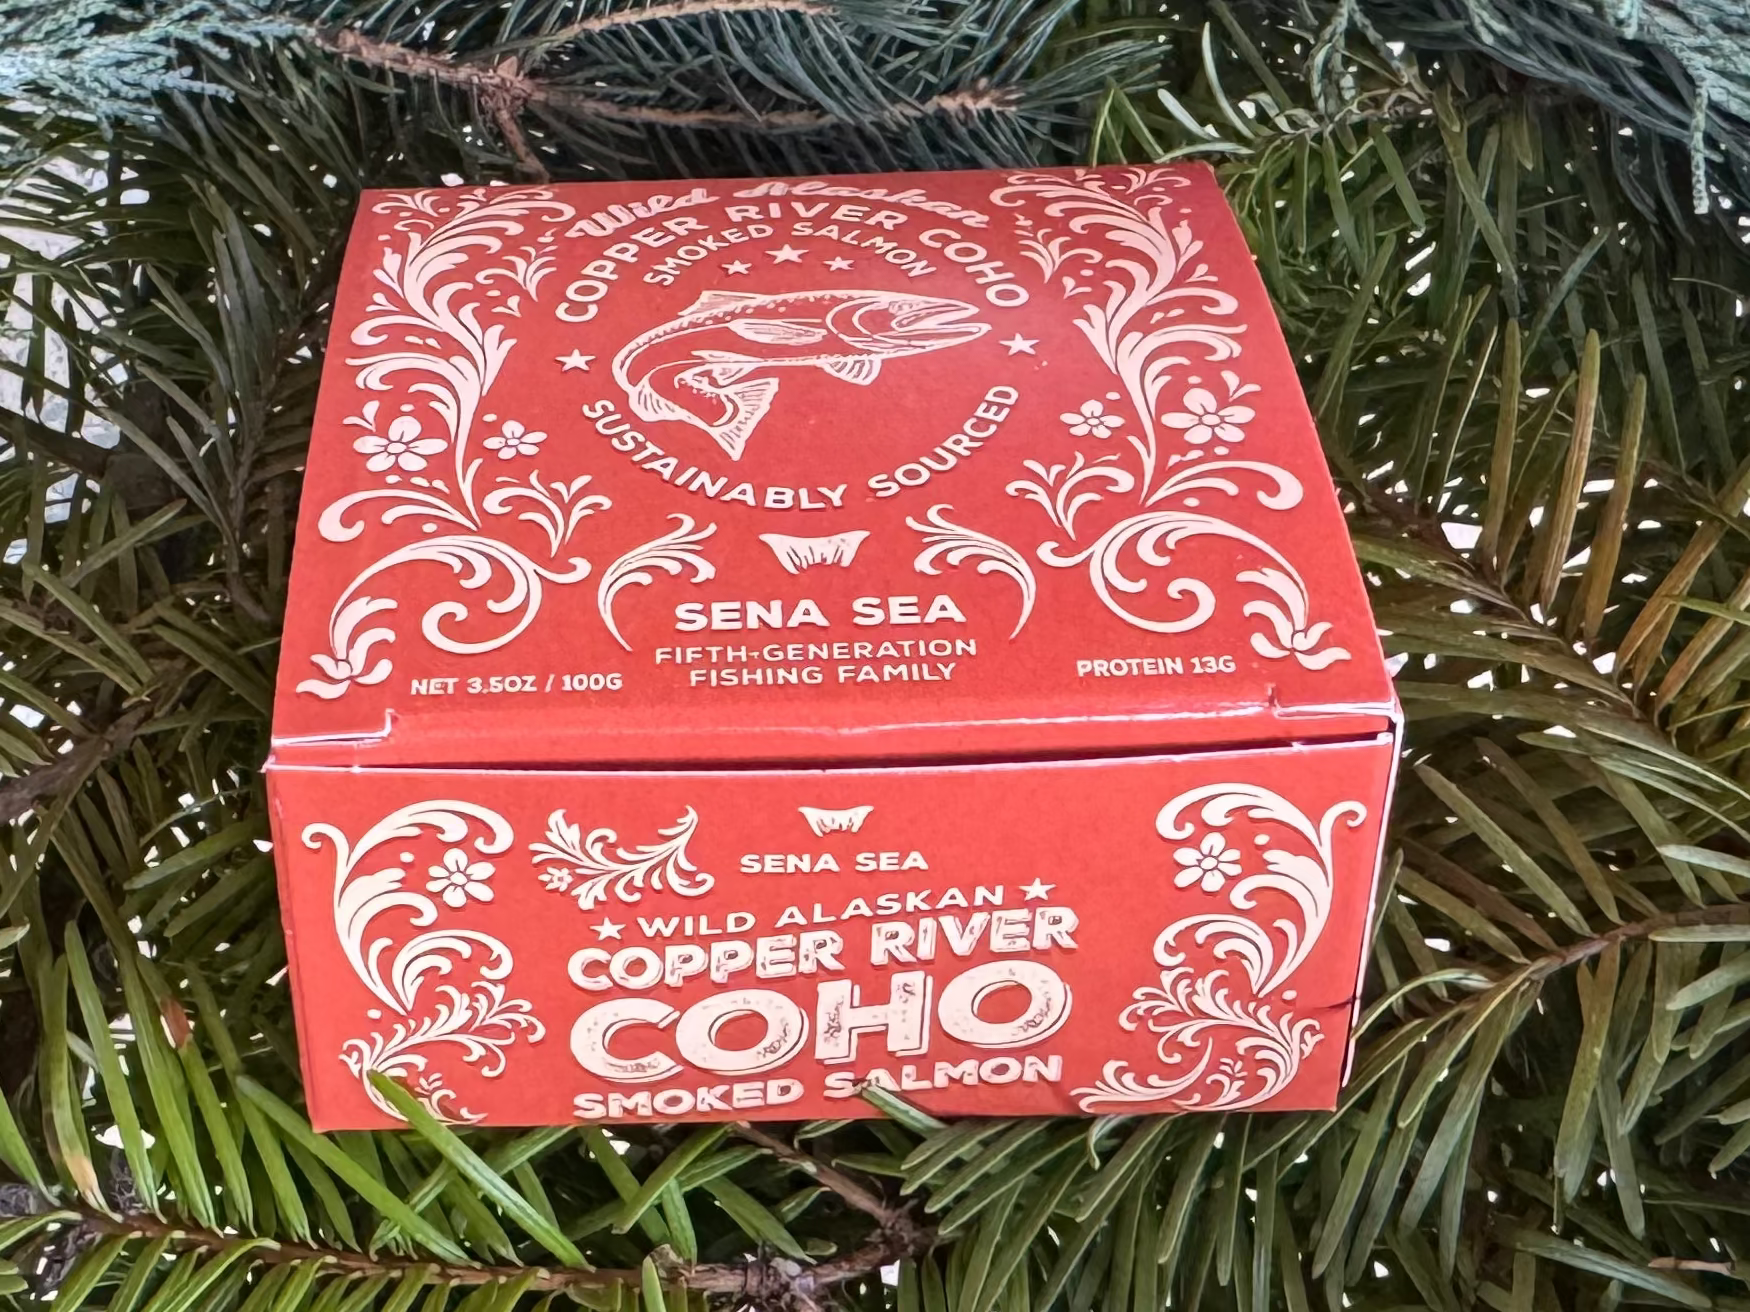 Wild Alaskan
COPPER RIVER COHO
SMOKED SALMON
SUSTAINABLY SOURCED
SENA SEA
FIFTH-GENERATION
FISHING FAMILY
NET 3.5OZ / 100G
PROTEIN 13G
SENA SEA
WILD ALASKAN
COPPER RIVER
COHO
SMOKED SALMON